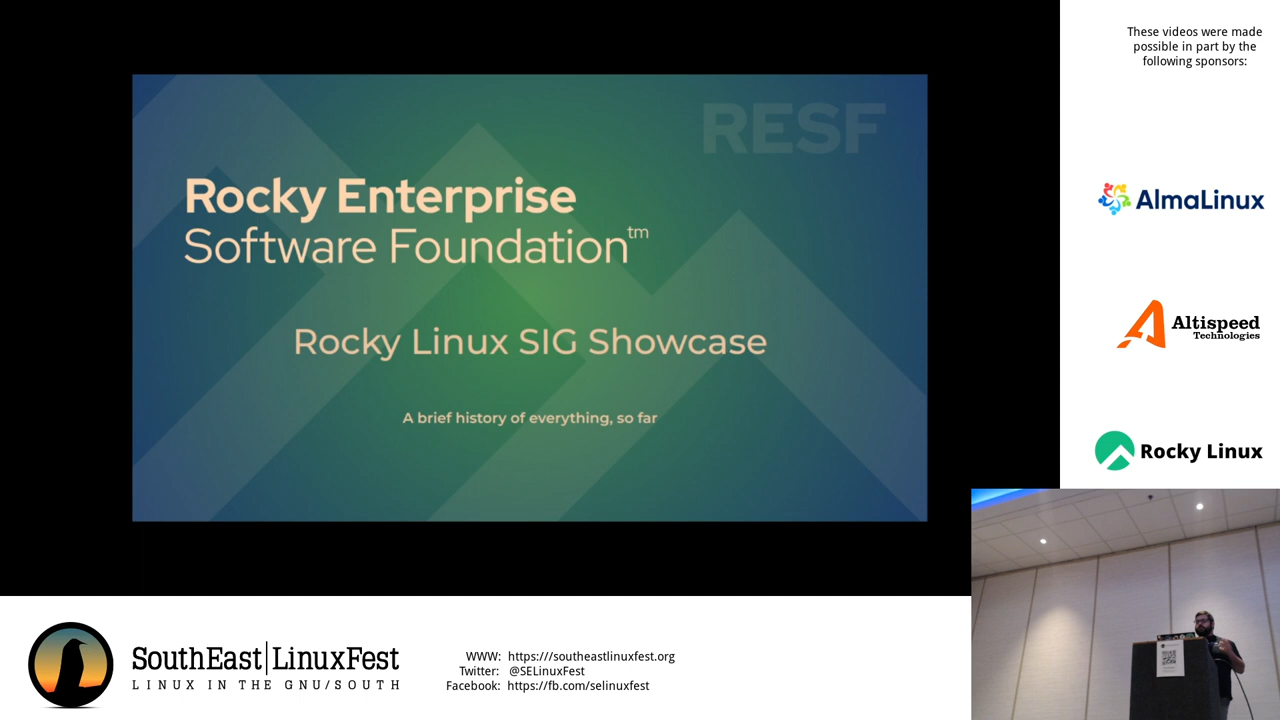 RESF
Rocky Enterprise
Software Foundation™
Rocky Linux SIG Showcase
A brief history of everything, so far
These videos were made
possible in part by the
following sponsors:
AlmaLinux
Altispeed
Technologies
Rocky Linux
SouthEast|LinuxFest
LINUX IN THE GNU/SOUTH
WWW: https:///southeastlinuxfest.org
Twitter: @SELinuxFest
Facebook: https://fb.com/selinuxfest